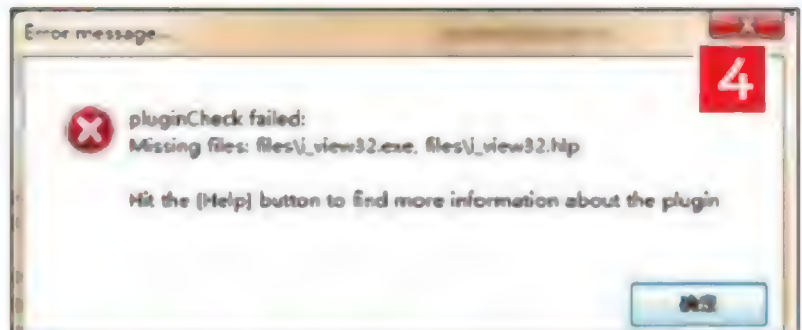 Error message...
4
pluginCheck failed:
Missing files: files\i_view32.exe, files\i_view32.hlp
Hit the [Help] button to find more information about the plugin